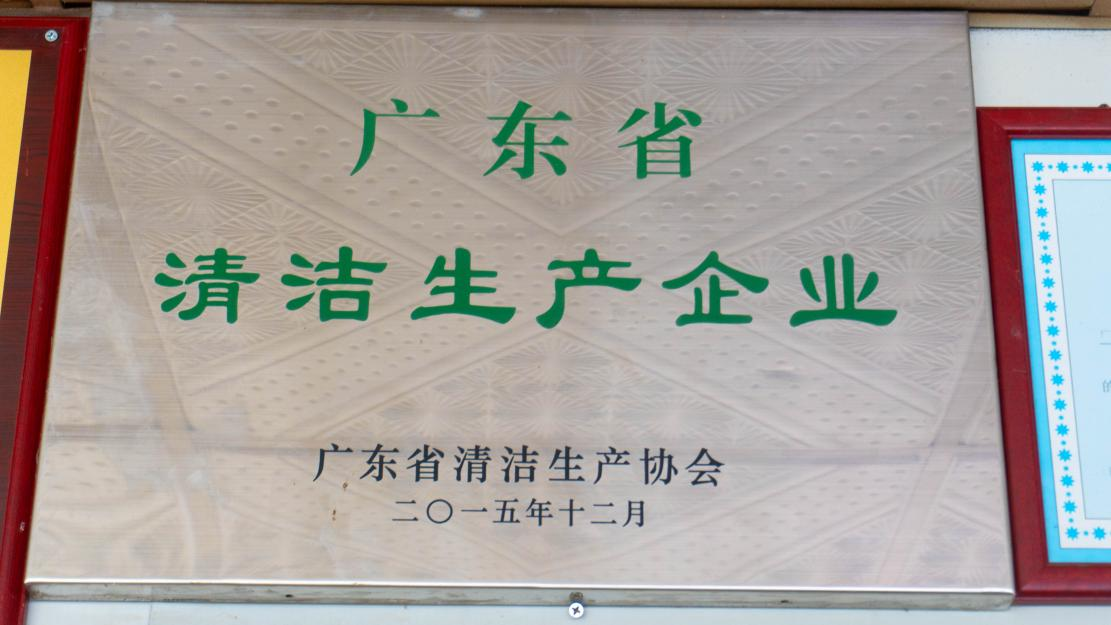 广东省
清洁生产企业
广东省清洁生产协会
二〇一五年十二月
的